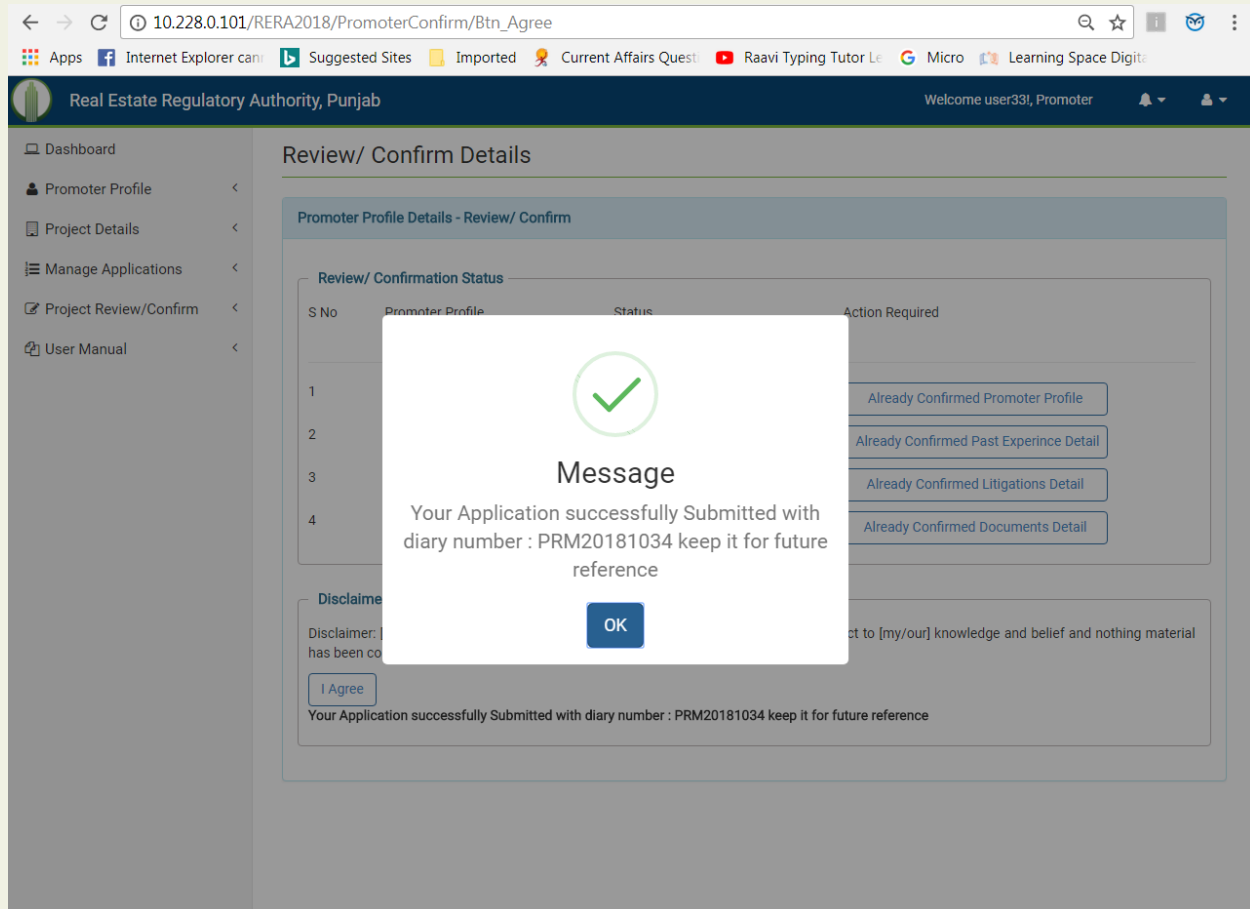 10.228.0.101/RERA2018/PromoterConfirm/Btn_Agree
Apps Internet Explorer can Suggested Sites Imported Current Affairs Questi Raavi Typing Tutor Le Micro Learning Space Digita
Real Estate Regulatory Authority, Punjab Welcome user33!, Promoter
Dashboard
Promoter Profile
Project Details
Manage Applications
Project Review/Confirm
User Manual
Review/ Confirm Details
Promoter Profile Details - Review/ Confirm
Review/ Confirmation Status
S No Promoter Profile Status Action Required
1 Already Confirmed Promoter Profile
2 Already Confirmed Past Experince Detail
3 Already Confirmed Litigations Detail
4 Already Confirmed Documents Detail
Message
Your Application successfully Submitted with
diary number : PRM20181034 keep it for future
reference
OK
Disclaime
Disclaimer: [ ct to [my/our] knowledge and belief and nothing material
has been co
I Agree
Your Application successfully Submitted with diary number : PRM20181034 keep it for future reference